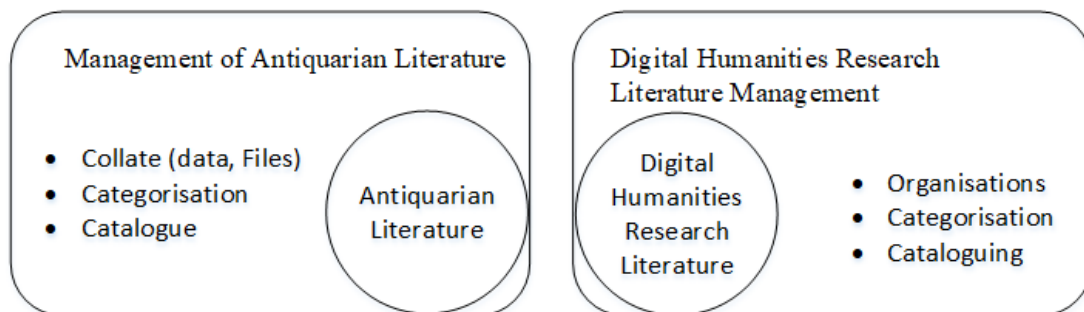 Management of Antiquarian Literature
• Collate (data, Files)
• Categorisation
• Catalogue
Antiquarian
Literature
Digital Humanities Research
Literature Management
Digital
Humanities
Research
Literature
• Organisations
• Categorisation
• Cataloguing